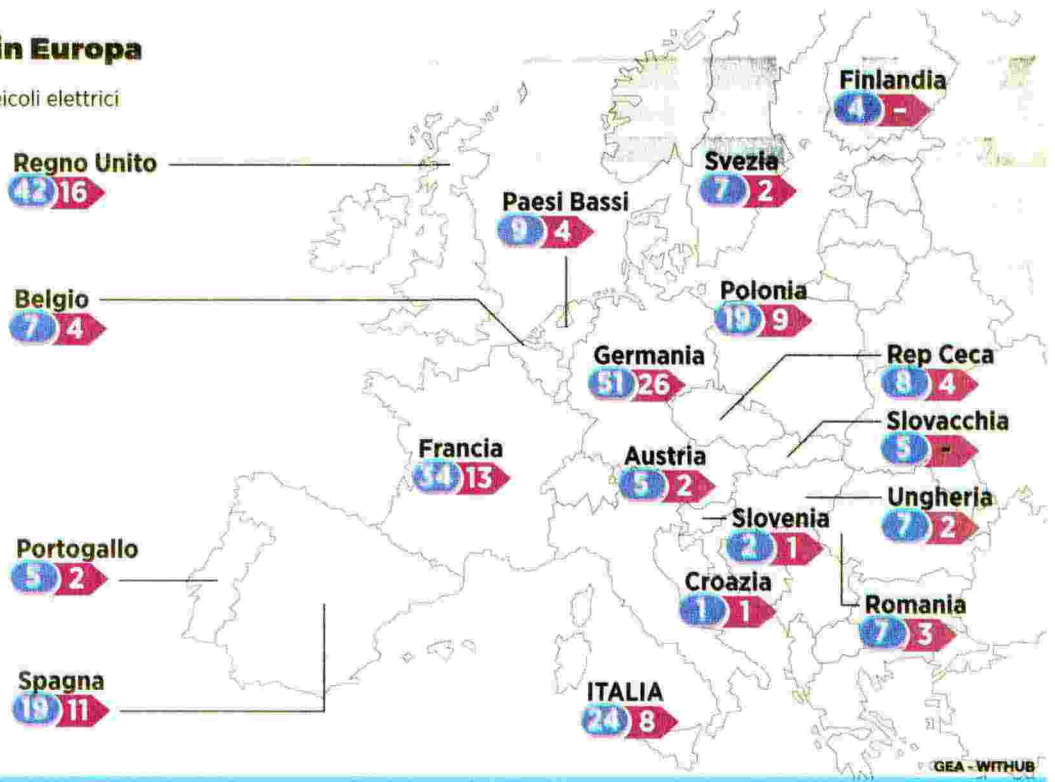 in Europa
eicoli elettrici
Finlandia
4 -
Regno Unito
42 16
Svezia
7 2
Paesi Bassi
9 4
Belgio
7 4
Polonia
19 9
Germania
51 26
Rep Ceca
8 4
Slovacchia
5 -
Francia
34 13
Austria
5 2
Ungheria
7 2
Slovenia
2 1
Portogallo
5 2
Croazia
1 1
Romania
7 3
Spagna
19 11
ITALIA
24 8
GEA - WITHUB